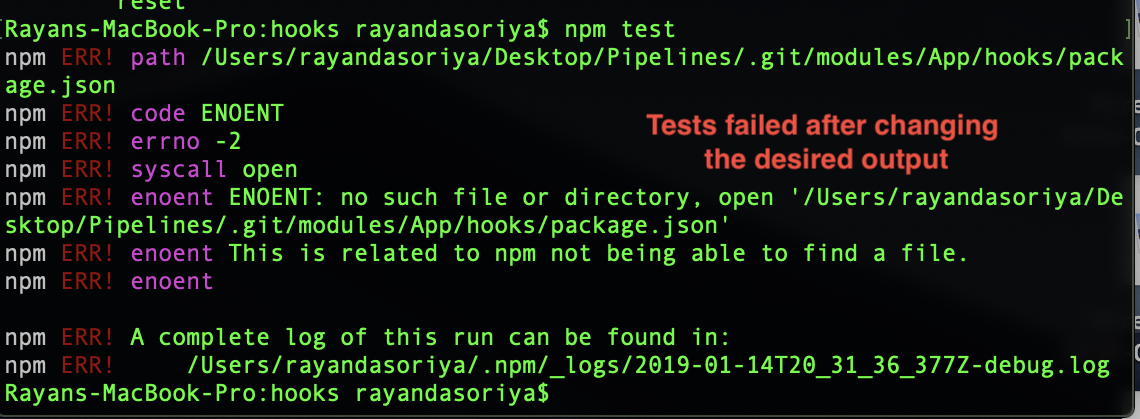 reset
[Rayans-MacBook-Pro:hooks rayandasoriya$ npm test ]
npm ERR! path /Users/rayandasoriya/Desktop/Pipelines/.git/modules/App/hooks/pack
age.json
npm ERR! code ENOENT
npm ERR! errno -2
npm ERR! syscall open
npm ERR! enoent ENOENT: no such file or directory, open '/Users/rayandasoriya/De
sktop/Pipelines/.git/modules/App/hooks/package.json'
npm ERR! enoent This is related to npm not being able to find a file.
npm ERR! enoent
npm ERR! A complete log of this run can be found in:
npm ERR!     /Users/rayandasoriya/.npm/_logs/2019-01-14T20_31_36_377Z-debug.log
Rayans-MacBook-Pro:hooks rayandasoriya$
Tests failed after changing
the desired output